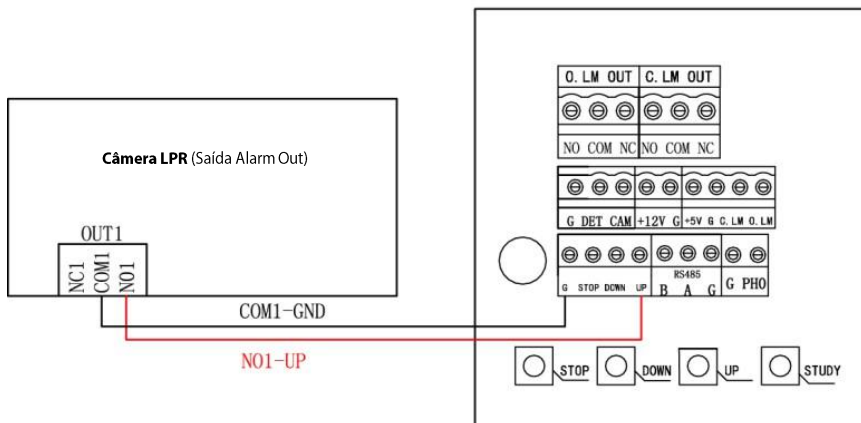 O. LM OUT C. LM OUT
NO COM NC NO COM NC
Câmera LPR (Saída Alarm Out)
G DET CAM +12V G +5V G C. LM O. LM
OUT1
NC1
COM1
NO1
RS485
G STOP DOWN UP B A G G PHO
COM1-GND
NO1-UP
STOP DOWN UP STUDY